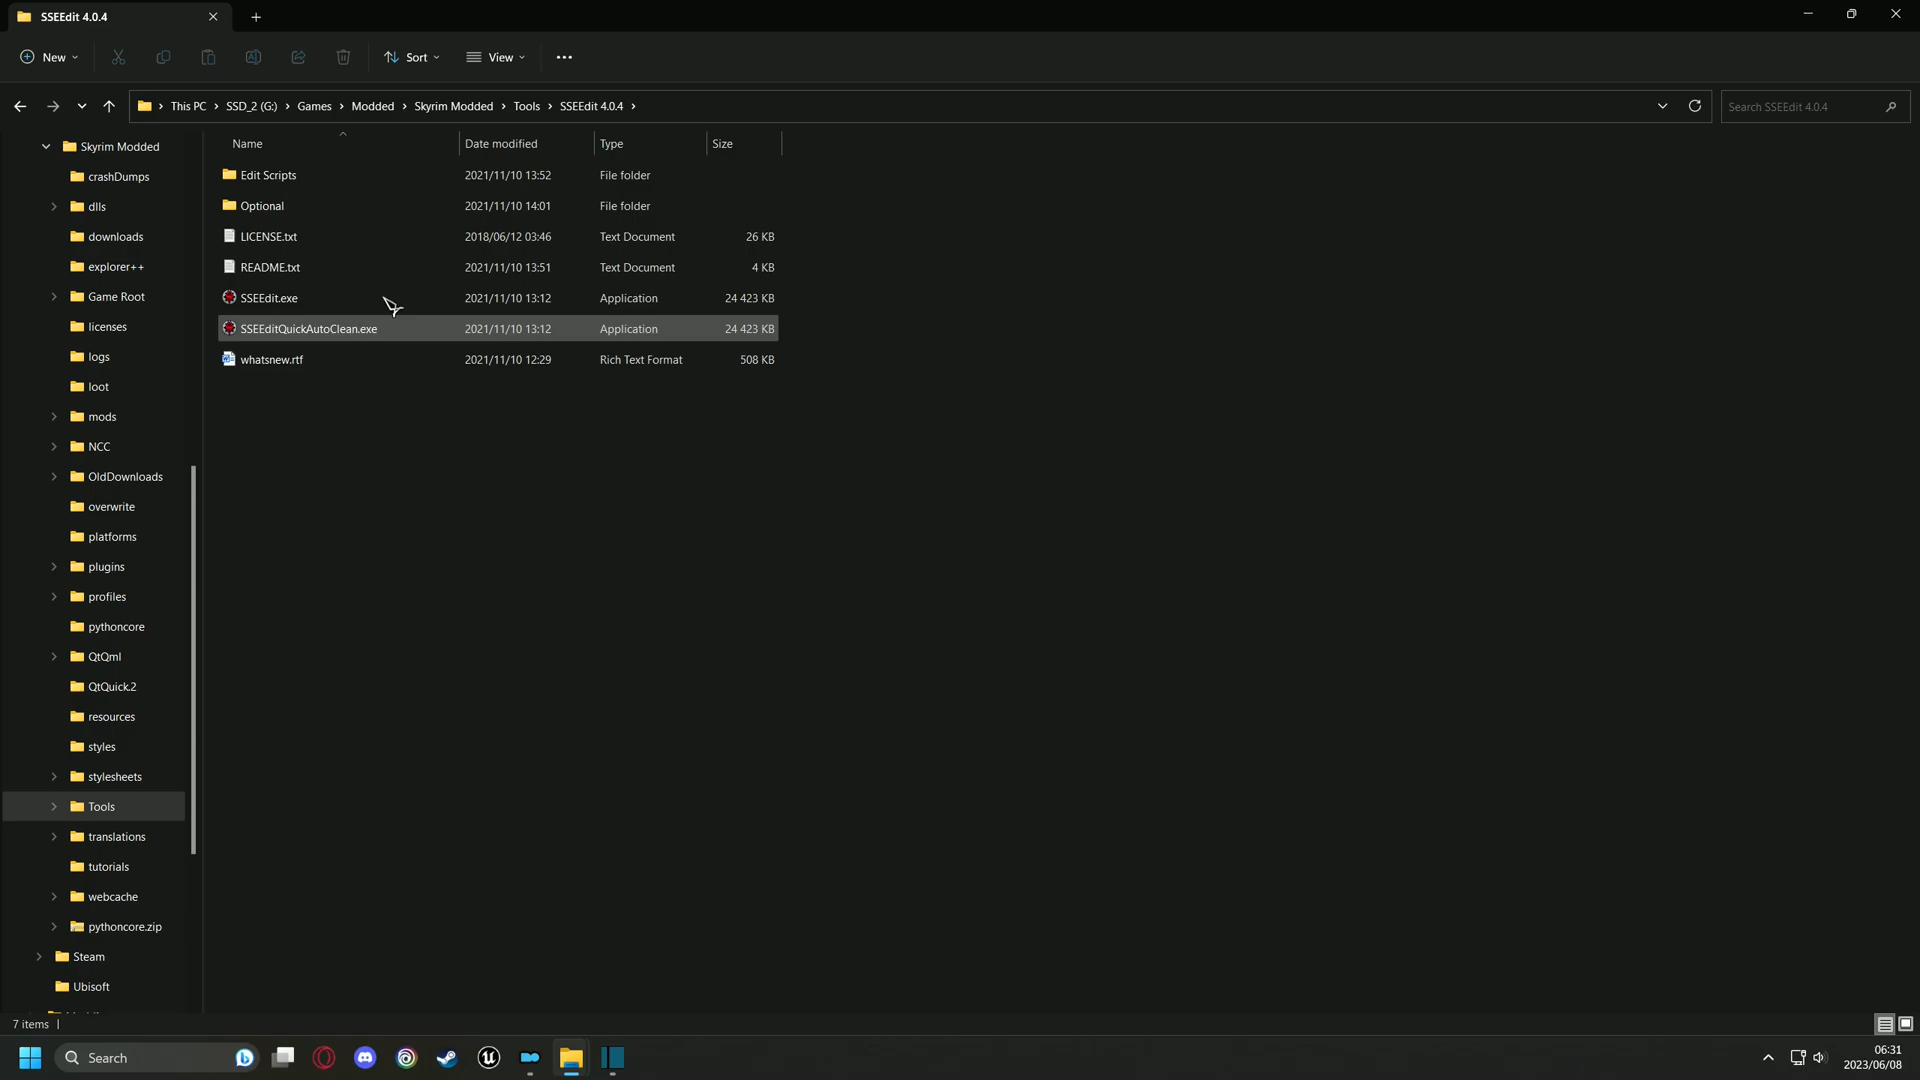 SSEEdit 4.0.4
New
Sort
View
This PC > SSD_2 (G:) > Games > Modded > Skyrim Modded > Tools > SSEEdit 4.0.4 >
Search SSEEdit 4.0.4
Skyrim Modded
crashDumps
dlls
downloads
explorer++
Game Root
licenses
logs
loot
mods
NCC
OldDownloads
overwrite
platforms
plugins
profiles
pythoncore
QtQml
QtQuick.2
resources
styles
stylesheets
Tools
translations
tutorials
webcache
pythoncore.zip
Steam
Ubisoft
Name Date modified Type Size
Edit Scripts 2021/11/10 13:52 File folder
Optional 2021/11/10 14:01 File folder
LICENSE.txt 2018/06/12 03:46 Text Document 26 KB
README.txt 2021/11/10 13:51 Text Document 4 KB
SSEEdit.exe 2021/11/10 13:12 Application 24 423 KB
SSEEditQuickAutoClean.exe 2021/11/10 13:12 Application 24 423 KB
whatsnew.rtf 2021/11/10 12:29 Rich Text Format 508 KB
7 items
Search
06:31
2023/06/08